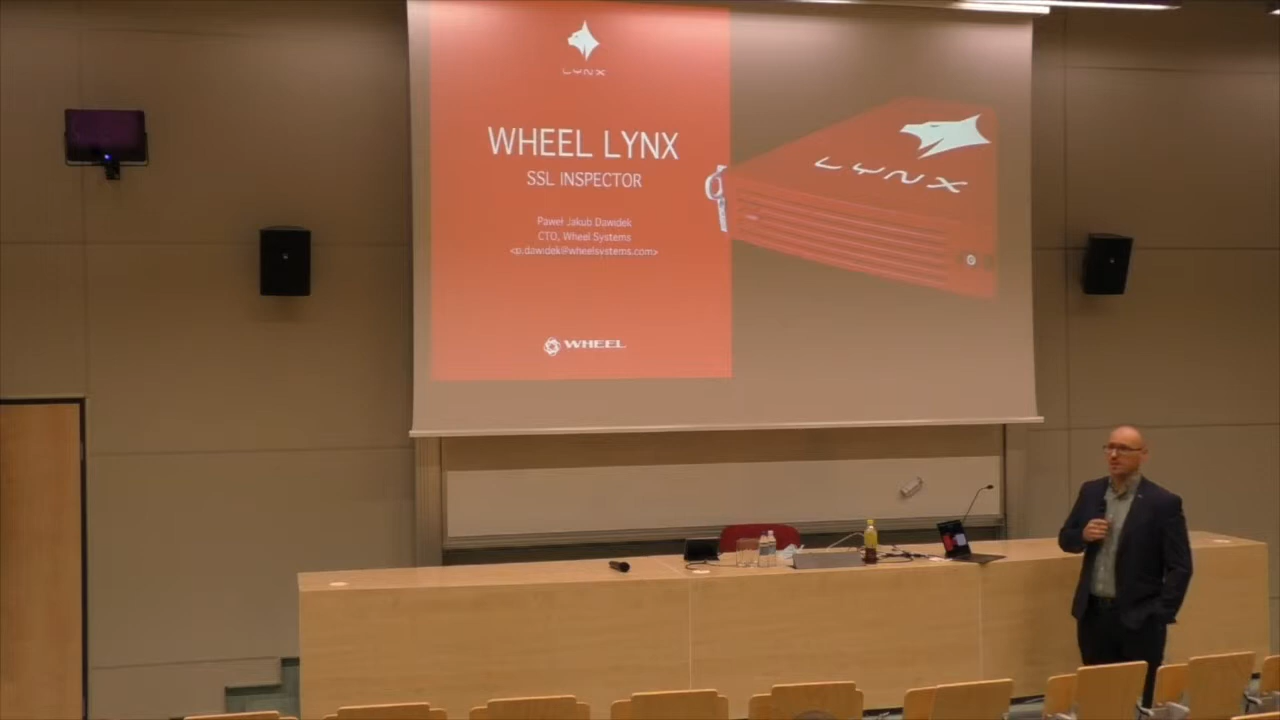 LYNX
WHEEL LYNX
SSL INSPECTOR
Paweł Jakub Dawidek
CTO, Wheel Systems
<p.dawidek@wheelsystems.com>
WHEEL
LYNX